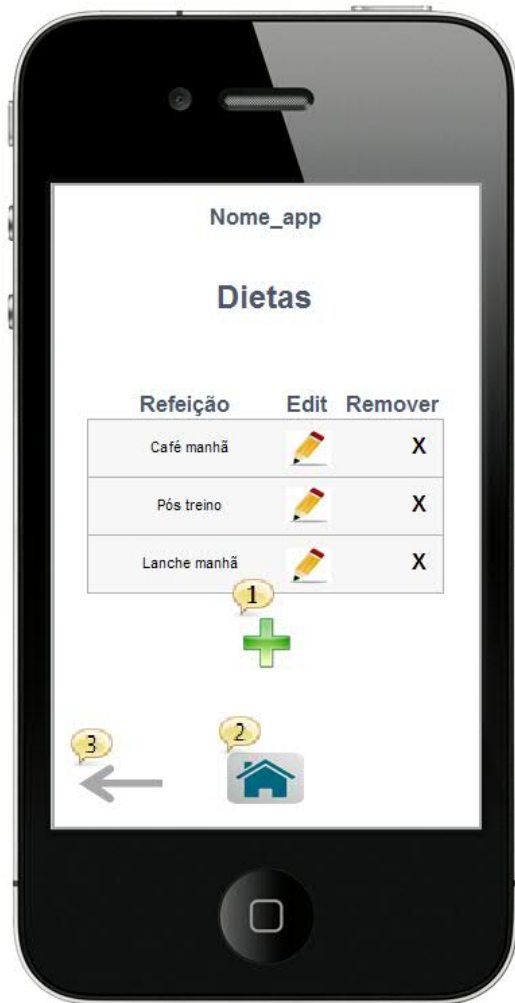 Nome_app
Dietas
Refeição Edit Remover
Café manhã X
Pós treino X
Lanche manhã X
1
2
3